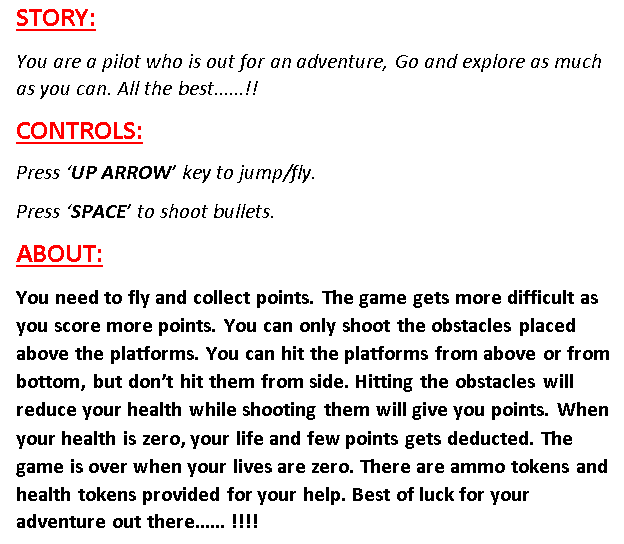 STORY:
You are a pilot who is out for an adventure, Go and explore as much
as you can. All the best......!!
CONTROLS:
Press ‘UP ARROW’ key to jump/fly.
Press ‘SPACE’ to shoot bullets.
ABOUT:
You need to fly and collect points. The game gets more difficult as
you score more points. You can only shoot the obstacles placed
above the platforms. You can hit the platforms from above or from
bottom, but don’t hit them from side. Hitting the obstacles will
reduce your health while shooting them will give you points. When
your health is zero, your life and few points gets deducted. The
game is over when your lives are zero. There are ammo tokens and
health tokens provided for your help. Best of luck for your
adventure out there...... !!!!